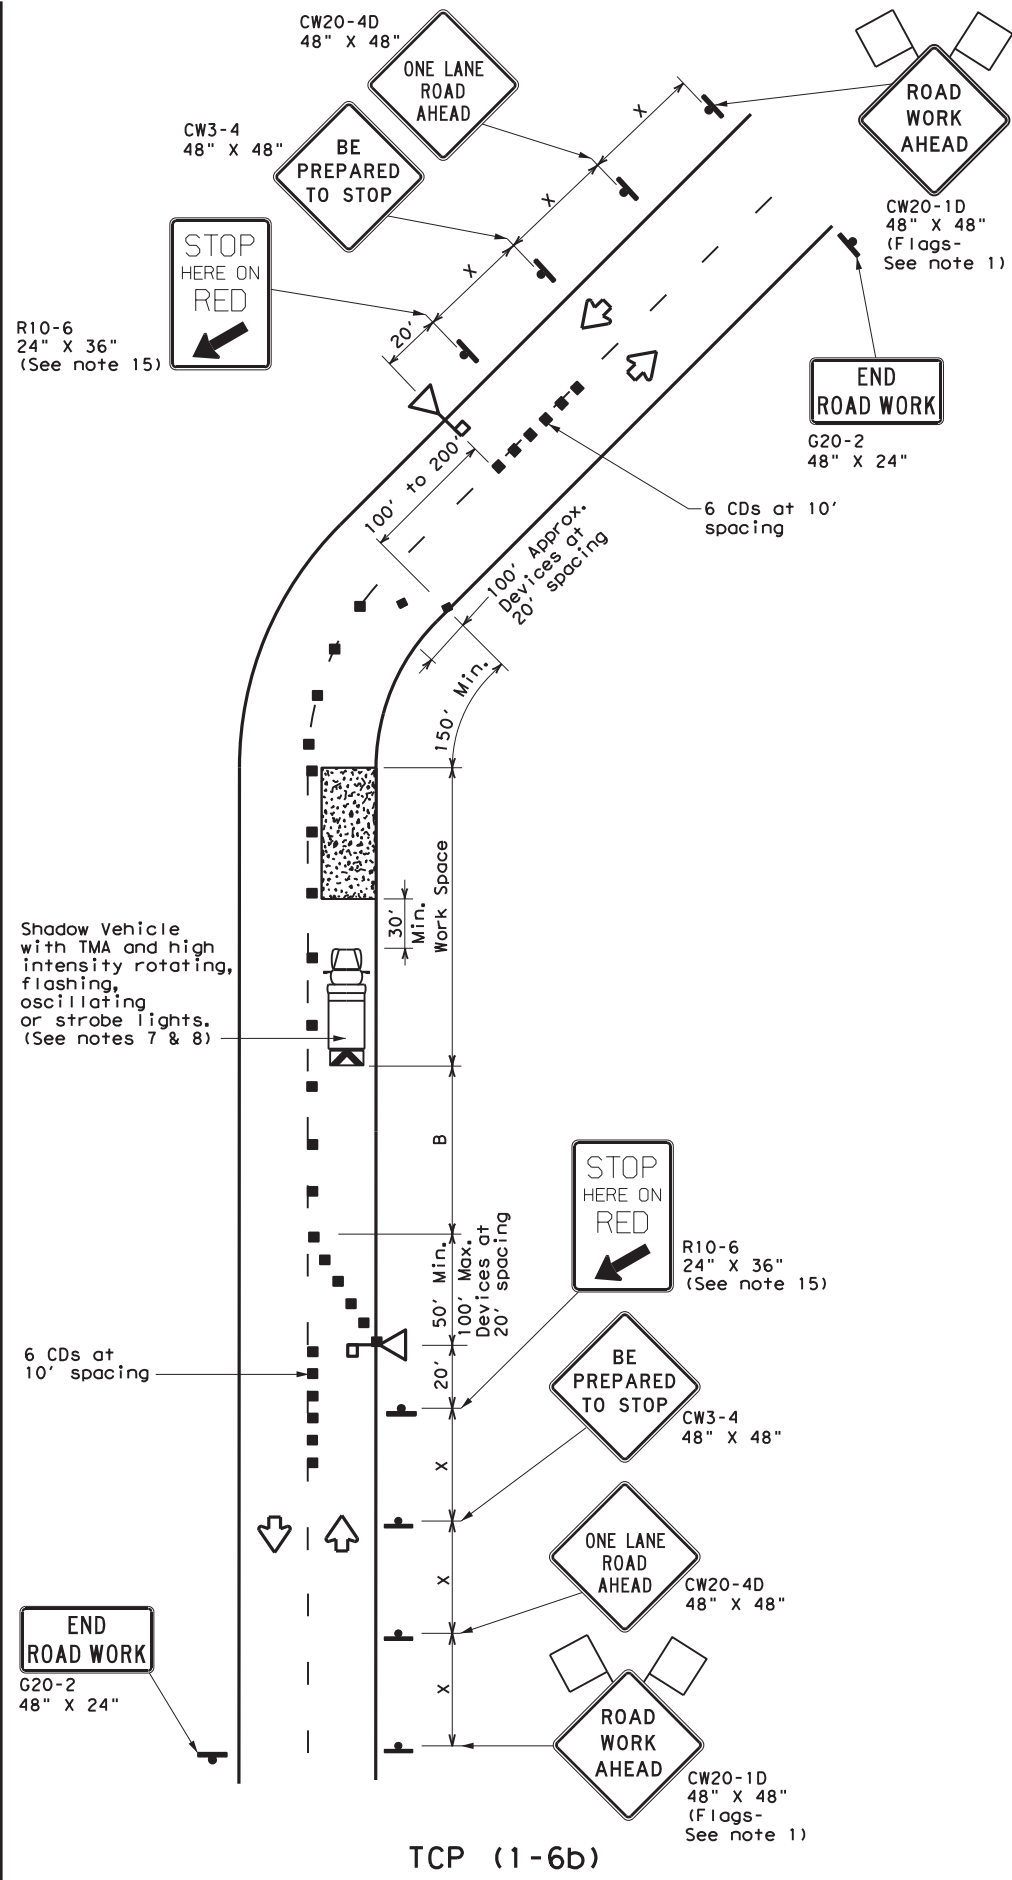 CW20-4D
48" X 48"
ONE LANE
ROAD
AHEAD
CW3-4
48" X 48"
BE
PREPARED
TO STOP
STOP
HERE ON
RED
R10-6
24" X 36"
(See note 15)
ROAD
WORK
AHEAD
CW20-1D
48" X 48"
(Flags-
See note 1)
X
X
X
20'
END
ROAD WORK
G20-2
48" X 24"
100' to 200'
6 CDs at 10'
spacing
100' Approx.
Devices at
20' spacing
150' Min.
Work Space
30'
Min.
Shadow Vehicle
with TMA and high
intensity rotating,
flashing,
oscillating
or strobe lights.
(See notes 7 & 8)
B
50' Min.
100' Max.
Devices at
20' spacing
STOP
HERE ON
RED
R10-6
24" X 36"
(See note 15)
6 CDs at
10' spacing
20'
BE
PREPARED
TO STOP
CW3-4
48" X 48"
X
ONE LANE
ROAD
AHEAD
CW20-4D
48" X 48"
X
END
ROAD WORK
G20-2
48" X 24"
X
ROAD
WORK
AHEAD
CW20-1D
48" X 48"
(Flags-
See note 1)
TCP (1-6b)